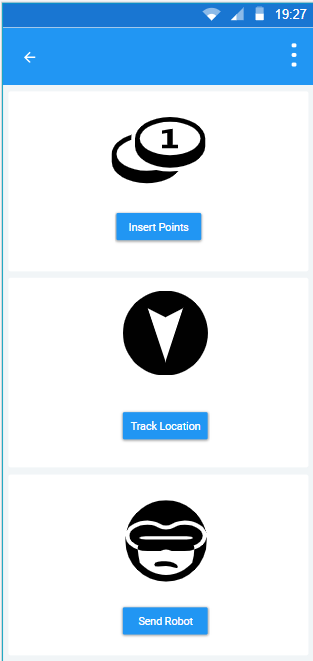 19:27
1
Insert Points
Track Location
Send Robot